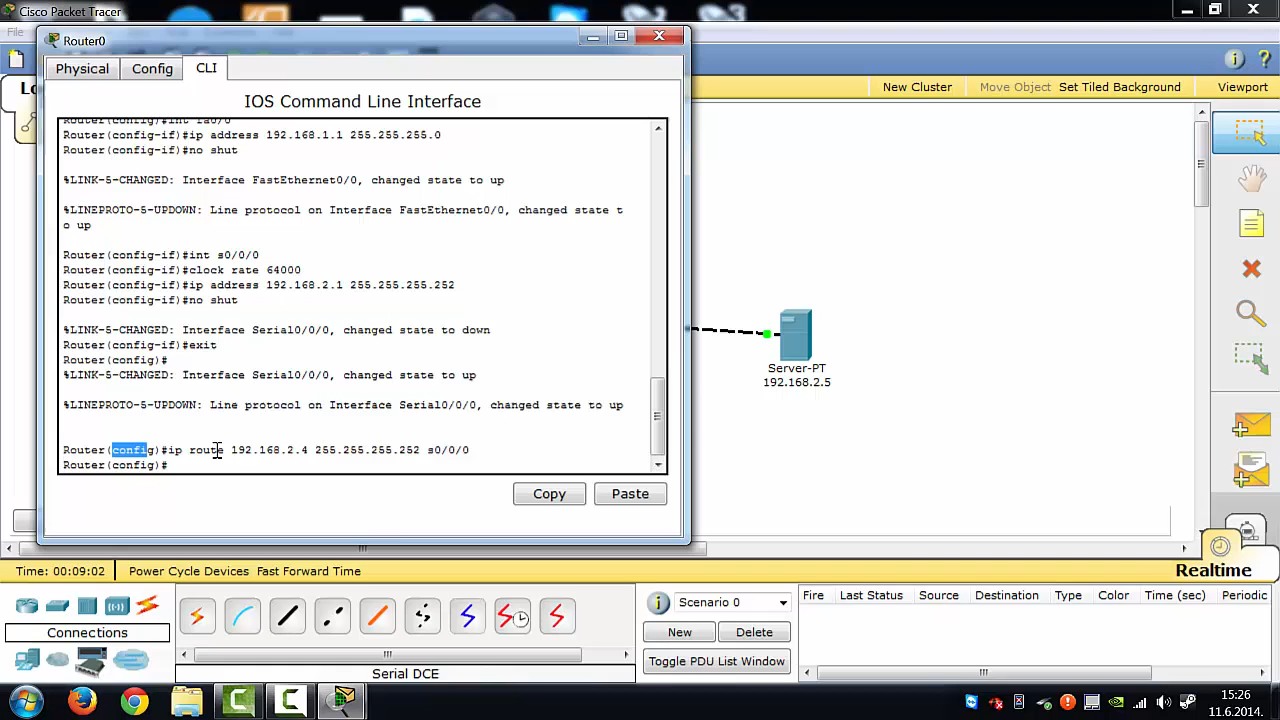 Cisco Packet Tracer
File
Router0
Physical
Config
CLI
IOS Command Line Interface
Router(config-if)#int fa0/0
Router(config-if)#ip address 192.168.1.1 255.255.255.0
Router(config-if)#no shut
%LINK-5-CHANGED: Interface FastEthernet0/0, changed state to up
%LINEPROTO-5-UPDOWN: Line protocol on Interface FastEthernet0/0, changed state t
o up
Router(config-if)#int s0/0/0
Router(config-if)#clock rate 64000
Router(config-if)#ip address 192.168.2.1 255.255.255.252
Router(config-if)#no shut
%LINK-5-CHANGED: Interface Serial0/0/0, changed state to down
Router(config-if)#exit
Router(config)#
%LINK-5-CHANGED: Interface Serial0/0/0, changed state to up
%LINEPROTO-5-UPDOWN: Line protocol on Interface Serial0/0/0, changed state to up
Router(config)#ip route 192.168.2.4 255.255.255.252 s0/0/0
Router(config)#
Copy
Paste
New Cluster
Move Object
Set Tiled Background
Viewport
Server-PT
192.168.2.5
Time: 00:09:02
Power Cycle Devices
Fast Forward Time
Realtime
Connections
Serial DCE
Scenario 0
New
Delete
Toggle PDU List Window
Fire
Last Status
Source
Destination
Type
Color
Time (sec)
Periodic
15:26
11.6.2014.